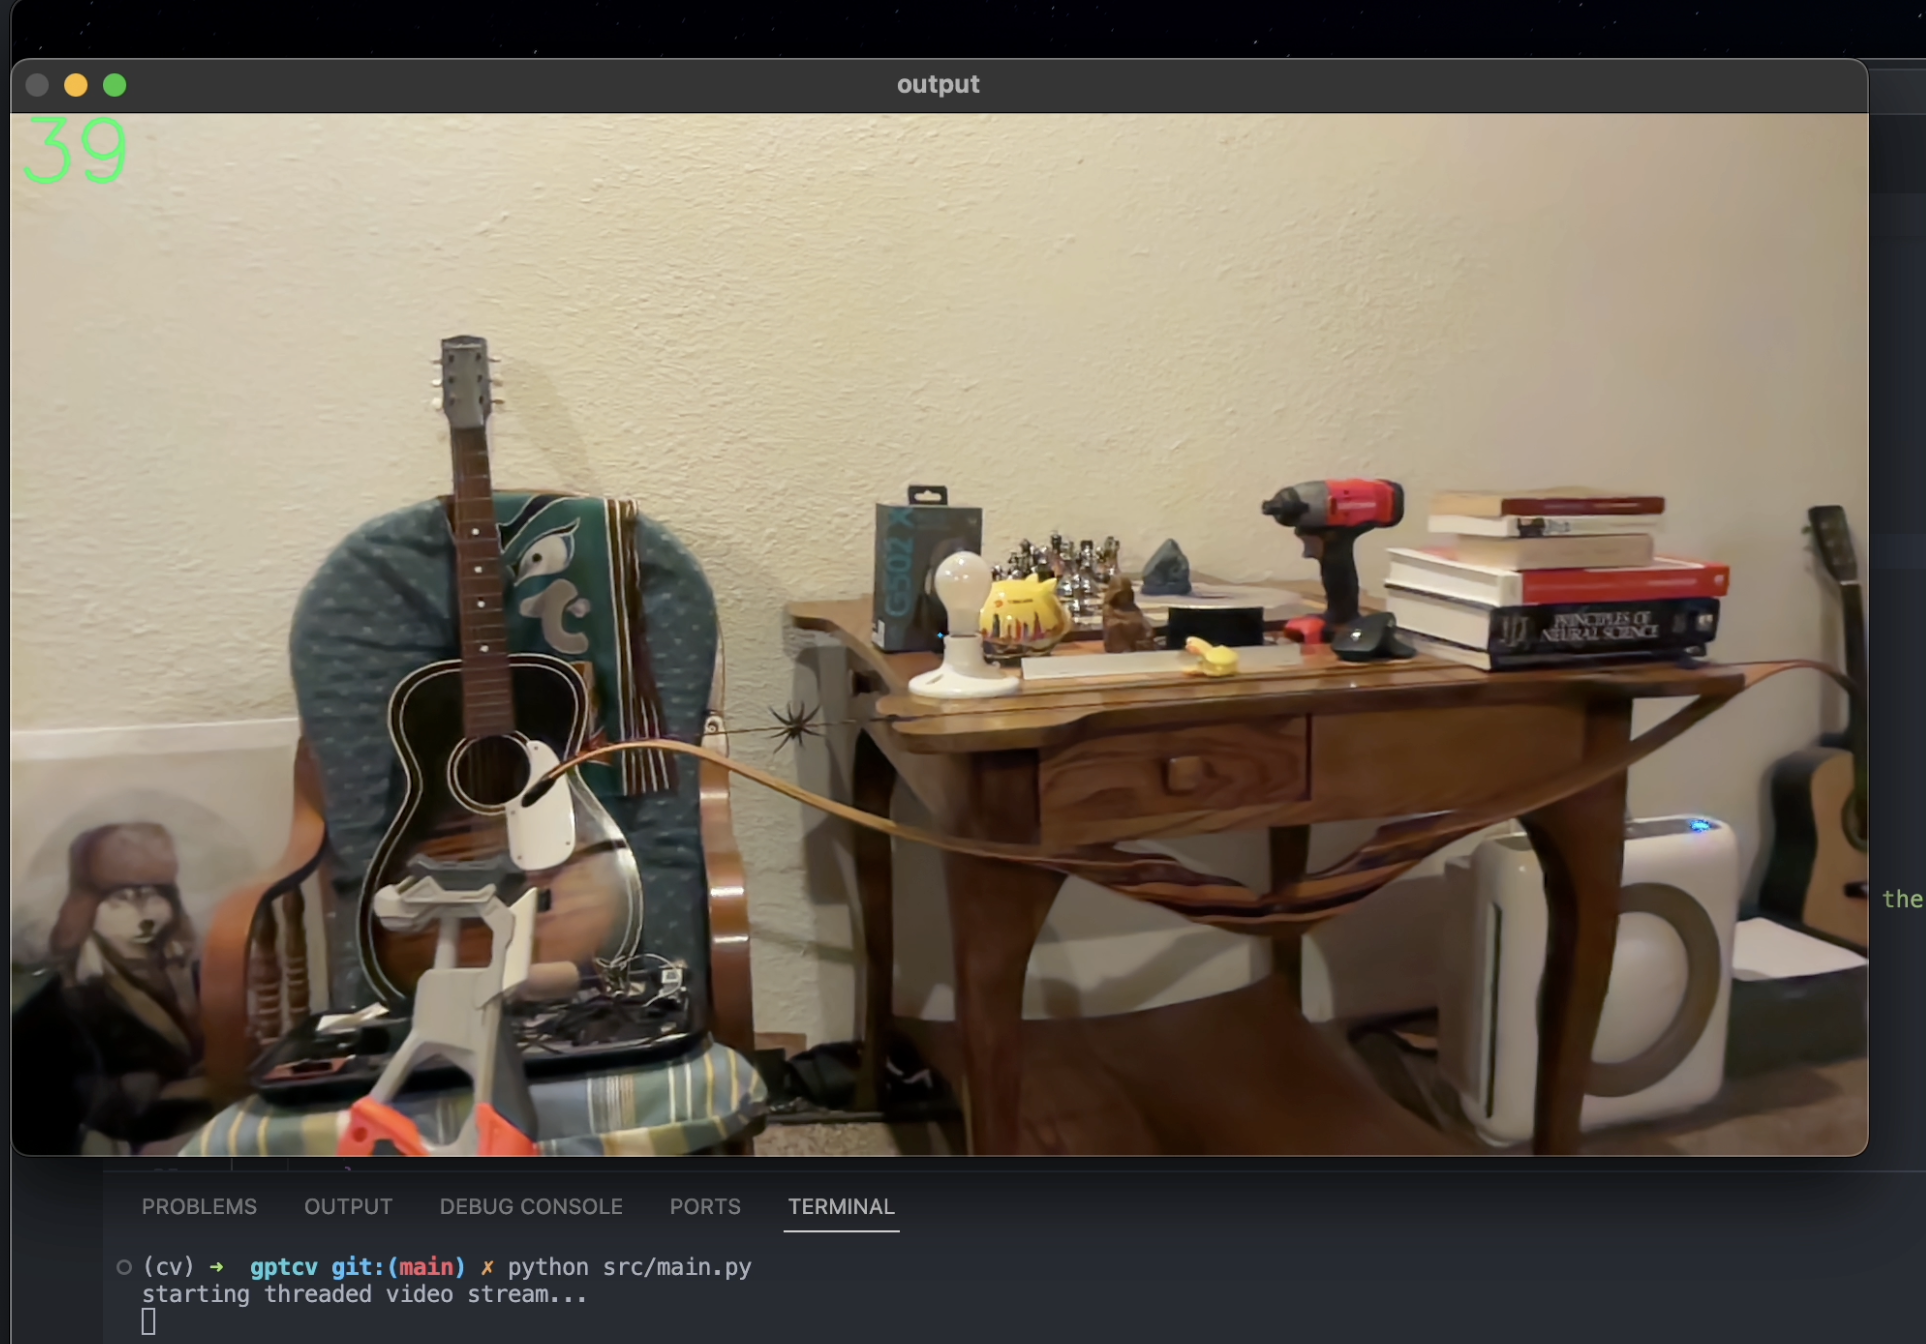 output
39
G502 X
PRINCIPLES OF
NEURAL SCIENCE
the
PROBLEMS OUTPUT DEBUG CONSOLE PORTS TERMINAL
(cv) ➜ gptcv git:(main) ✗ python src/main.py
starting threaded video stream...